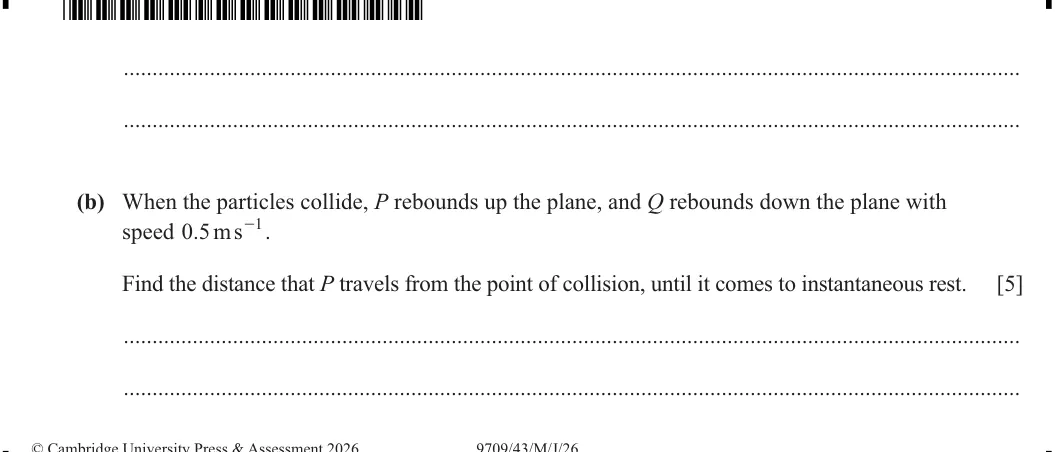 ................................................................................................................................................
................................................................................................................................................
(b) When the particles collide, P rebounds up the plane, and Q rebounds down the plane with
speed 0.5 m s⁻¹.
Find the distance that P travels from the point of collision, until it comes to instantaneous rest. [5]
................................................................................................................................................
................................................................................................................................................
© Cambridge University Press & Assessment 2026 9709/43/M/J/26